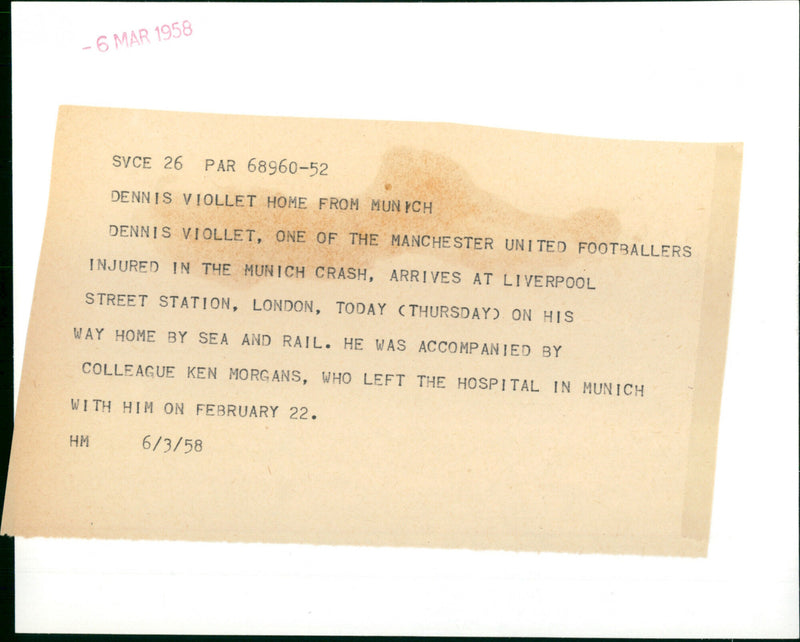 - 6 MAR 1958
SVCE 26 PAR 68960-52
DENNIS VIOLLET HOME FROM MUNICH
DENNIS VIOLLET, ONE OF THE MANCHESTER UNITED FOOTBALLERS
INJURED IN THE MUNICH CRASH, ARRIVES AT LIVERPOOL
STREET STATION, LONDON, TODAY (THURSDAY) ON HIS
WAY HOME BY SEA AND RAIL. HE WAS ACCOMPANIED BY
COLLEAGUE KEN MORGANS, WHO LEFT THE HOSPITAL IN MUNICH
WITH HIM ON FEBRUARY 22.
HM 6/3/58